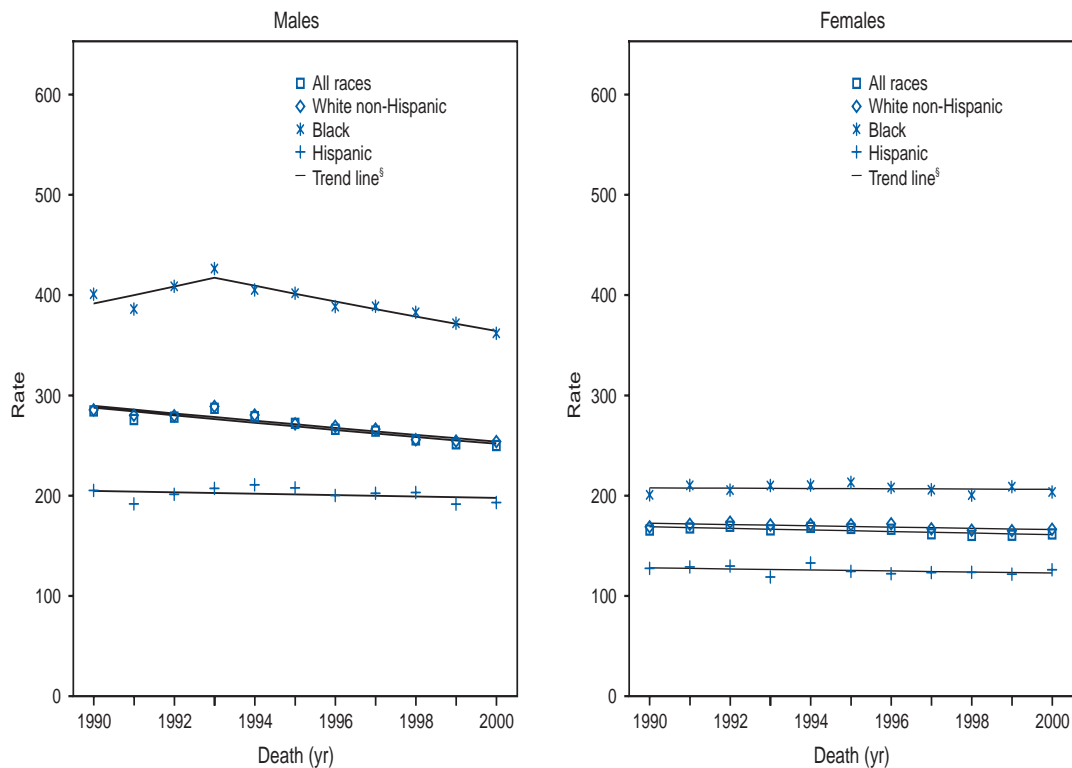 Males
Rate
600
500
400
300
200
100
0
All races
White non-Hispanic
Black
Hispanic
Trend line§
1990 1992 1994 1996 1998 2000
Death (yr)
Females
Rate
600
500
400
300
200
100
0
All races
White non-Hispanic
Black
Hispanic
Trend line§
1990 1992 1994 1996 1998 2000
Death (yr)